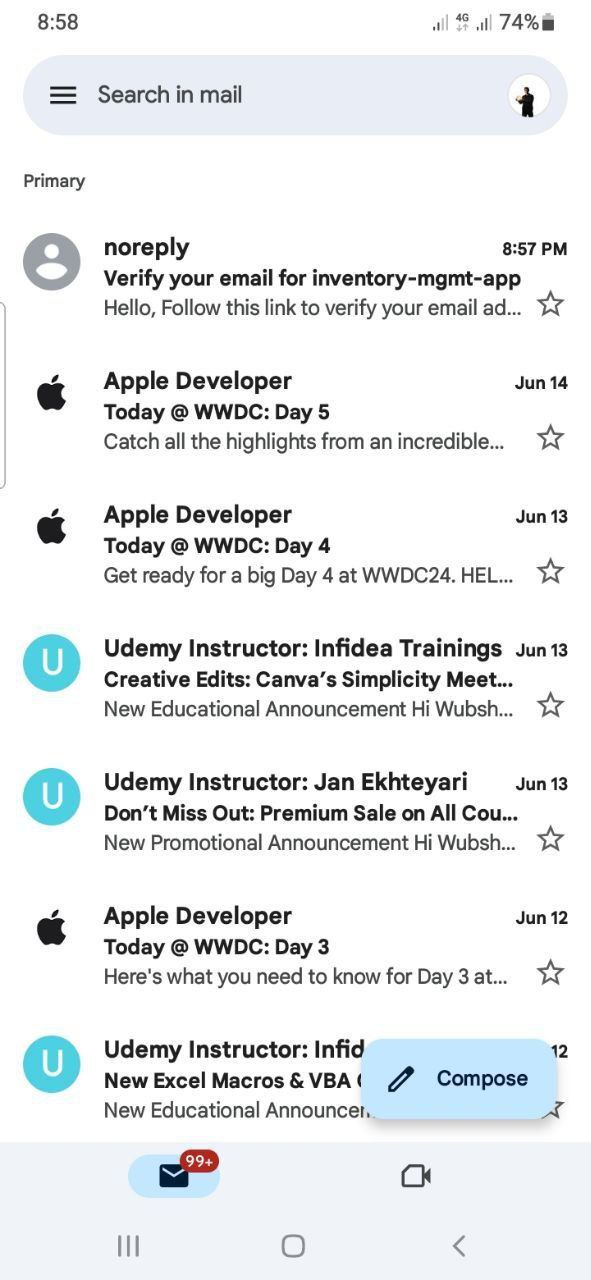 8:58
4G 74%
Search in mail
Primary
noreply 8:57 PM
Verify your email for inventory-mgmt-app
Hello, Follow this link to verify your email ad...
Apple Developer Jun 14
Today @ WWDC: Day 5
Catch all the highlights from an incredible...
Apple Developer Jun 13
Today @ WWDC: Day 4
Get ready for a big Day 4 at WWDC24. HEL...
U
Udemy Instructor: Infidea Trainings Jun 13
Creative Edits: Canva's Simplicity Meet...
New Educational Announcement Hi Wubsh...
U
Udemy Instructor: Jan Ekhteyari Jun 13
Don't Miss Out: Premium Sale on All Cou...
New Promotional Announcement Hi Wubsh...
Apple Developer Jun 12
Today @ WWDC: Day 3
Here's what you need to know for Day 3 at...
U
Udemy Instructor: Infid 12
New Excel Macros & VBA
New Educational Announcen
Compose
99+